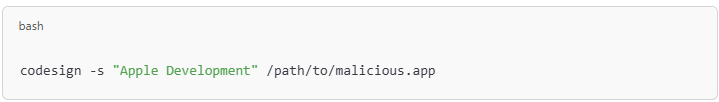 bash
codesign -s "Apple Development" /path/to/malicious.app